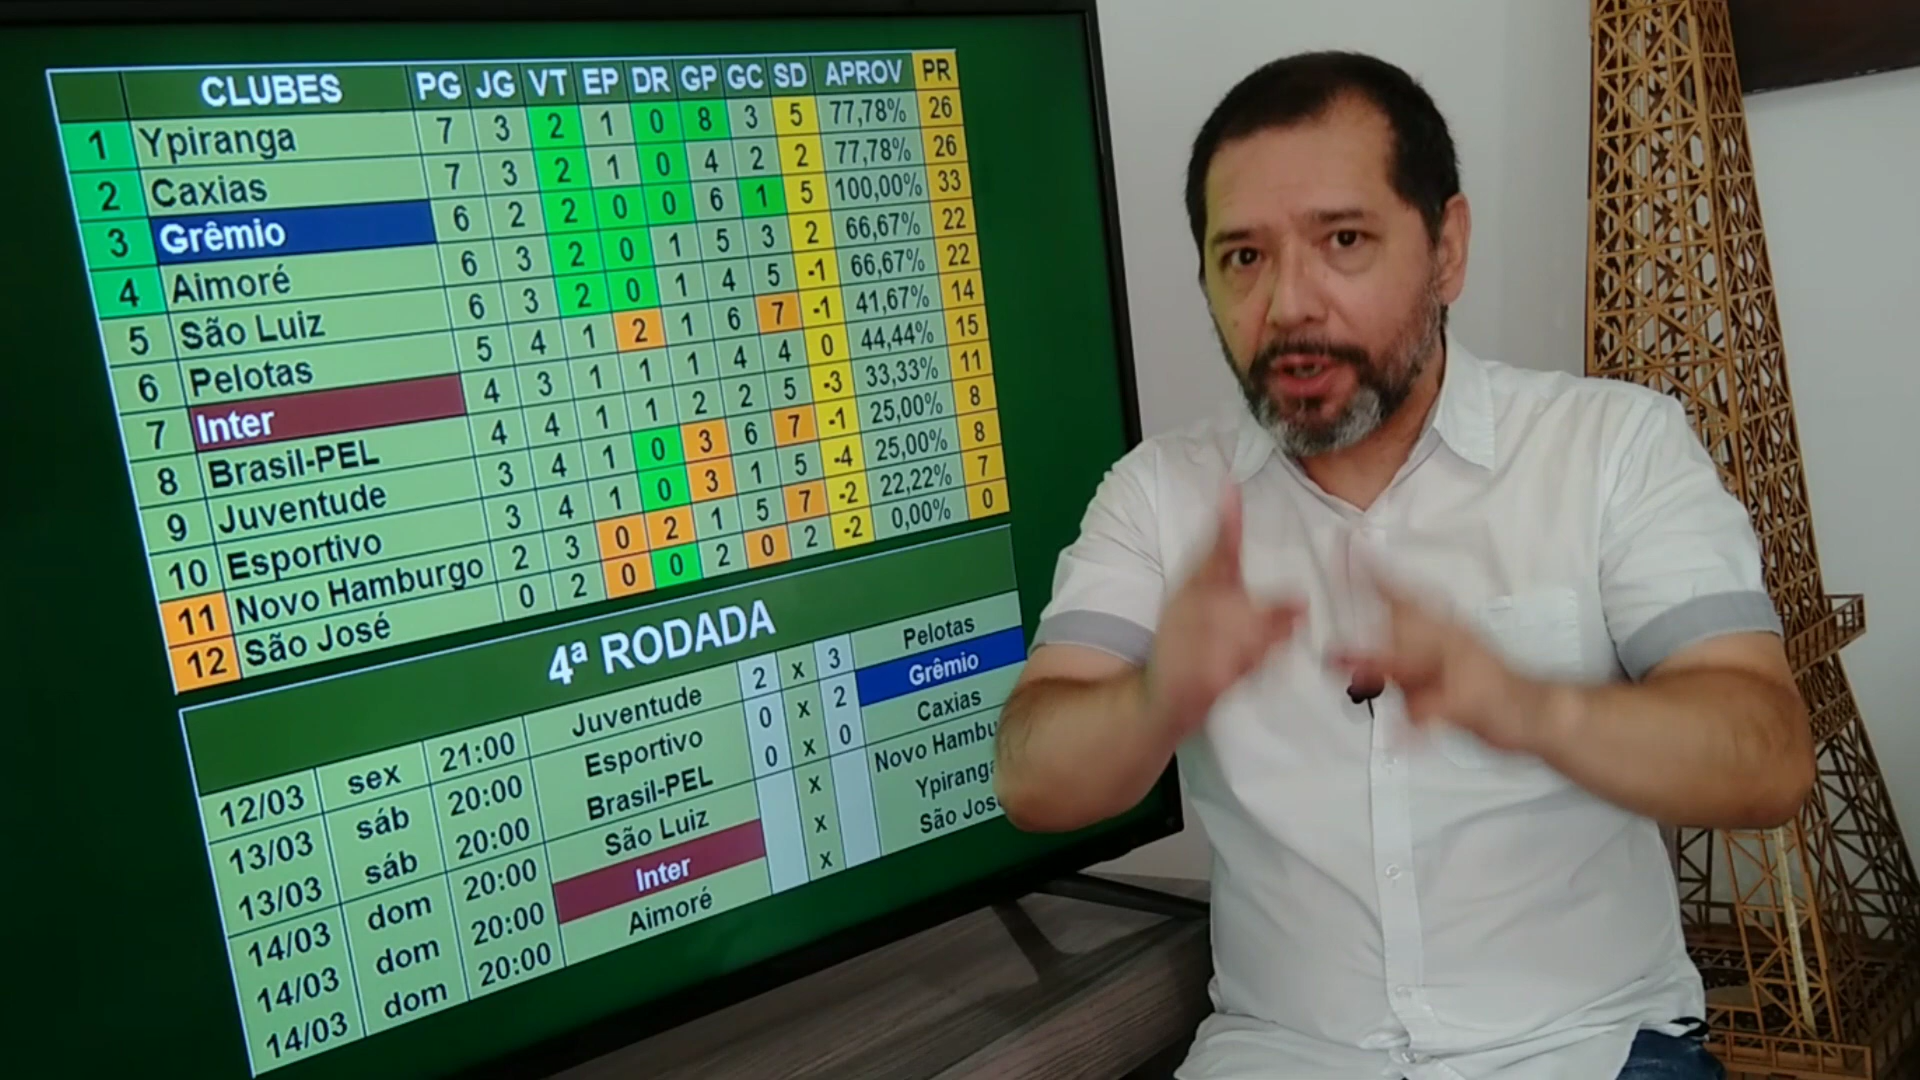 CLUBES PG JG VT EP DR GP GC SD APROV PR
1 Ypiranga 7 3 2 1 0 8 3 5 77,78% 26
2 Caxias 7 3 2 1 0 4 2 2 77,78% 26
3 Grêmio 6 2 2 0 0 6 1 5 100,00% 33
4 Aimoré 6 3 2 0 1 5 3 2 66,67% 22
5 São Luiz 6 3 2 0 1 4 5 -1 66,67% 22
6 Pelotas 5 4 1 2 1 6 7 -1 41,67% 14
7 Inter 4 3 1 1 1 4 4 0 44,44% 15
8 Brasil-PEL 4 4 1 1 2 2 5 -3 33,33% 11
9 Juventude 3 4 1 0 3 6 7 -1 25,00% 8
10 Esportivo 3 4 1 0 3 1 5 -4 25,00% 8
11 Novo Hamburgo 2 3 0 2 1 5 7 -2 22,22% 7
12 São José 0 2 0 0 2 0 2 -2 0,00% 0
4ª RODADA
12/03 sex 21:00 Juventude 2 x 3 Pelotas
13/03 sáb 20:00 Esportivo 0 x 2 Grêmio
13/03 sáb 20:00 Brasil-PEL 0 x 0 Caxias
14/03 dom 20:00 São Luiz x Novo Hambu
14/03 dom 20:00 Inter x Ypiranga
14/03 dom 20:00 Aimoré x São Jos